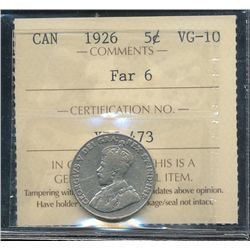 CAN 1926 5¢ VG-10
COMMENTS
Far 6
CERTIFICATION NO.
473
IN THIS IS A
GE ITEM.
Tampering wi dates above opinion.
Have holder age/seal not intact.